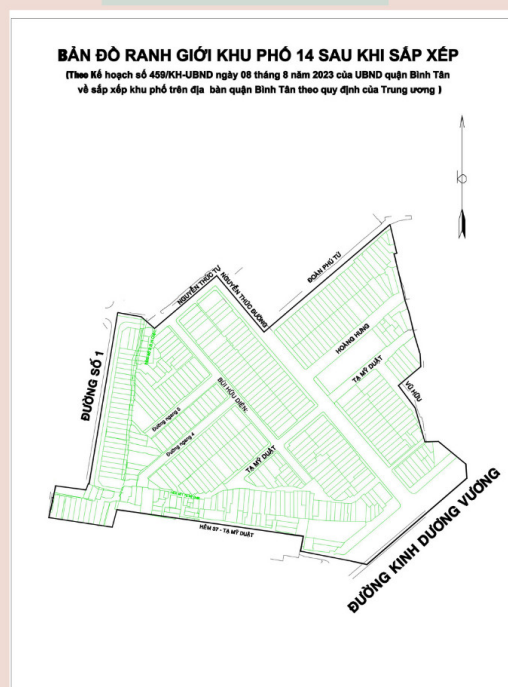 BẢN ĐỒ RANH GIỚI KHU PHỐ 14 SAU KHI SẮP XẾP
(Theo Kế hoạch số 459/KH-UBND ngày 08 tháng 8 năm 2023 của UBND quận Bình Tân
về sắp xếp khu phố trên địa bàn quận Bình Tân theo quy định của Trung ương )
ĐOÀN PHÚ TỨ
NGUYỄN THỨC TỰ
NGUYỄN THỨC ĐƯỜNG
HOÀNG HƯNG
ĐƯỜNG SỐ 1
TẠ MỸ DUẬT
BÙI HỮU DIÊN
VŨ HỮU
Đường ngang 5
Đường ngang 4
TẠ MỸ DUẬT
HẺM 97 - TẠ MỸ DUẬT
ĐƯỜNG KINH DƯƠNG VƯƠNG